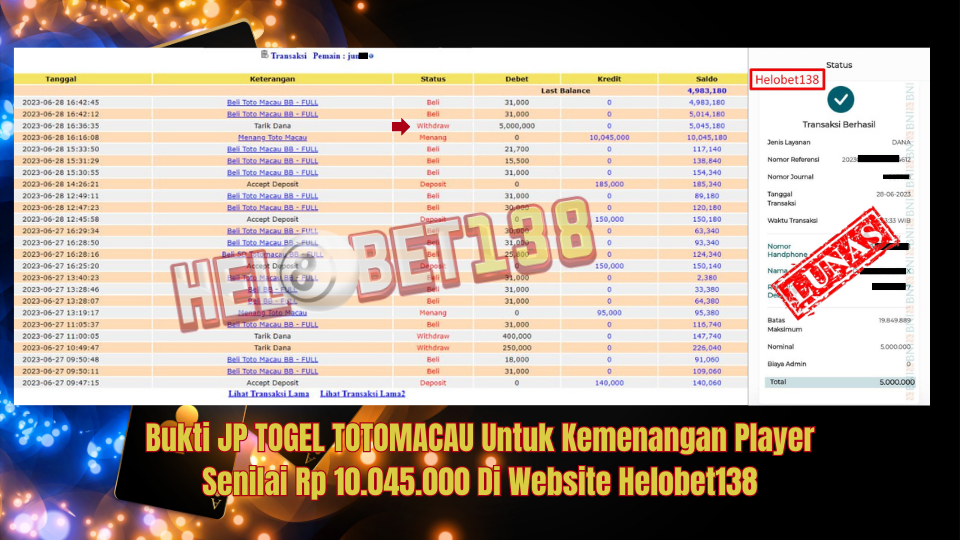 Transaksi Pemain : jun
Tanggal Keterangan Status Debet Kredit Saldo
Last Balance 4,983,180
2023-06-28 16:42:45 Beli Toto Macau BB - FULL Beli 31,000 0 4,983,180
2023-06-28 16:42:12 Beli Toto Macau BB - FULL Beli 31,000 0 5,014,180
2023-06-28 16:36:35 Tarik Dana Withdraw 5,000,000 0 5,045,180
2023-06-28 16:16:08 Menang Toto Macau Menang 0 10,045,000 10,045,180
2023-06-28 15:33:50 Beli Toto Macau BB - FULL Beli 21,700 0 117,140
2023-06-28 15:31:29 Beli Toto Macau BB - FULL Beli 15,500 0 138,840
2023-06-28 15:30:55 Beli Toto Macau BB - FULL Beli 31,000 0 154,340
2023-06-28 14:26:21 Accept Deposit Deposit 0 185,000 185,340
2023-06-28 12:49:11 Beli Toto Macau BB - FULL Beli 31,000 0 89,180
2023-06-28 12:47:23 Beli Toto Macau BB - FULL Beli 30,000 0 120,180
2023-06-28 12:45:58 Accept Deposit Deposit 0 150,000 150,180
2023-06-27 16:29:34 Beli Toto Macau BB - FULL Beli 30,000 0 63,340
2023-06-27 16:28:50 Beli Toto Macau BB - FULL Beli 31,000 0 93,340
2023-06-27 16:28:16 Beli Totomacau BB - FULL Beli 0 124,340
2023-06-27 16:25:20 Accept Deposit Deposit 0 150,000 150,140
2023-06-27 13:40:23 Beli Toto Macau BB - FULL Beli 31,000 0 2,380
2023-06-27 13:28:46 Beli BB - FULL Beli 31,000 0 33,380
2023-06-27 13:28:07 Beli BB - FULL Beli 31,000 0 64,380
2023-06-27 13:19:17 Menang Toto Macau Menang 0 95,000 95,380
2023-06-27 11:05:37 Beli Toto Macau BB - FULL Beli 31,000 0 116,740
2023-06-27 11:00:05 Tarik Dana Withdraw 400,000 0 147,740
2023-06-27 10:49:47 Tarik Dana Withdraw 250,000 0 226,040
2023-06-27 09:50:48 Beli Toto Macau BB - FULL Beli 18,000 0 91,060
2023-06-27 09:50:11 Beli Toto Macau BB - FULL Beli 31,000 0 109,060
2023-06-27 09:47:15 Accept Deposit Deposit 0 140,000 140,060
Lihat Transaksi Lama Lihat Transaksi Lama2
HELOBET138
Status
Helobet138
Transaksi Berhasil
Jenis Layanan DANA
Nomor Referensi 2023 4612
Nomor Journal
Tanggal 28-06-2023
Transaksi
Waktu Transaksi :33 WIB
Nomor
Handphone
Nama
LUNAS
Batas 19.849.889
Maksimum
Nominal 5.000.000
Biaya Admin 0
Total 5.000.000
BNI BNI BNI BNI
Bukti JP TOGEL TOTOMACAU Untuk Kemenangan Player
Senilai Rp 10.045.000 Di Website Helobet138